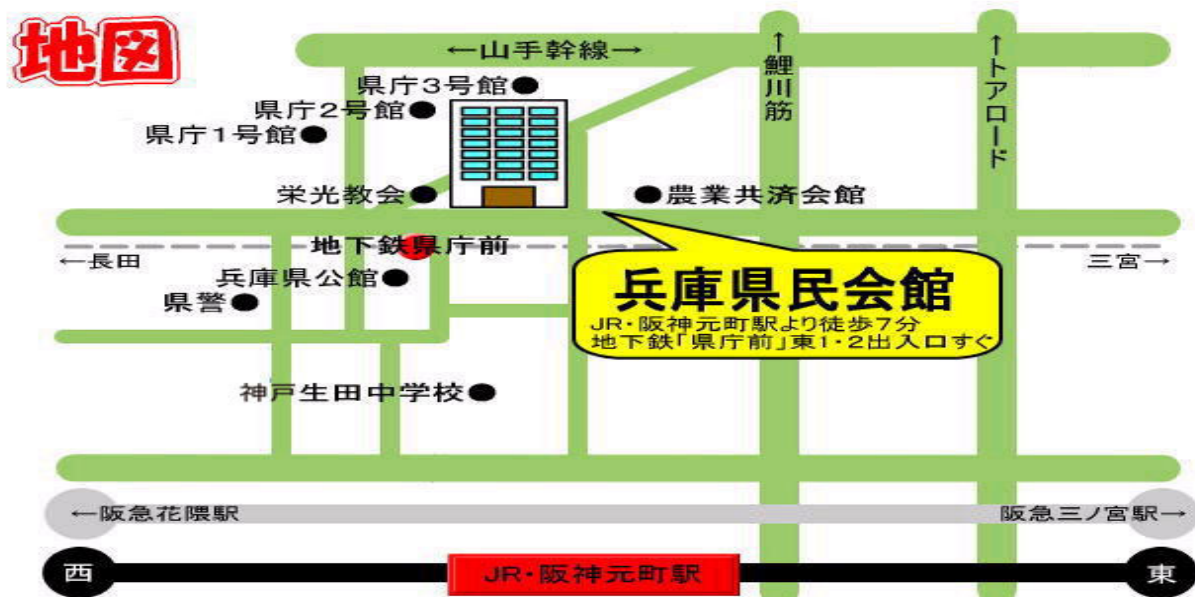 地図
←山手幹線→
↑鯉川筋
↑トアロード
県庁3号館●
県庁2号館●
県庁1号館●
栄光教会●
●農業共済会館
地下鉄県庁前
←長田
三宮→
兵庫県公館●
県警●
兵庫県民会館
JR・阪神元町駅より徒歩7分
地下鉄「県庁前」東1・2出入口すぐ
神戸生田中学校●
←阪急花隈駅
阪急三ノ宮駅→
西
JR・阪神元町駅
東